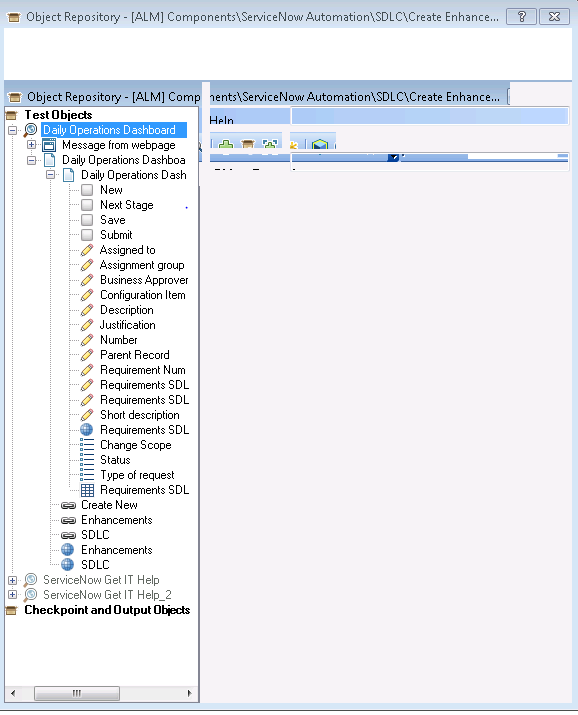 Object Repository - [ALM] Components\ServiceNow Automation\SDLC\Create Enhance...
Object Repository - [ALM] Comp nents\ServiceNow Automation\SDLC\Create Enhance...
Help
Test Objects
Daily Operations Dashboard
Message from webpage
Daily Operations Dashboa
Daily Operations Dash
New
Next Stage
Save
Submit
Assigned to
Assignment group
Business Approver
Configuration Item
Description
Justification
Number
Parent Record
Requirement Num
Requirements SDL
Requirements SDL
Short description
Requirements SDL
Change Scope
Status
Type of request
Requirements SDL
Create New
Enhancements
SDLC
Enhancements
SDLC
ServiceNow Get IT Help
ServiceNow Get IT Help_2
Checkpoint and Output Objects